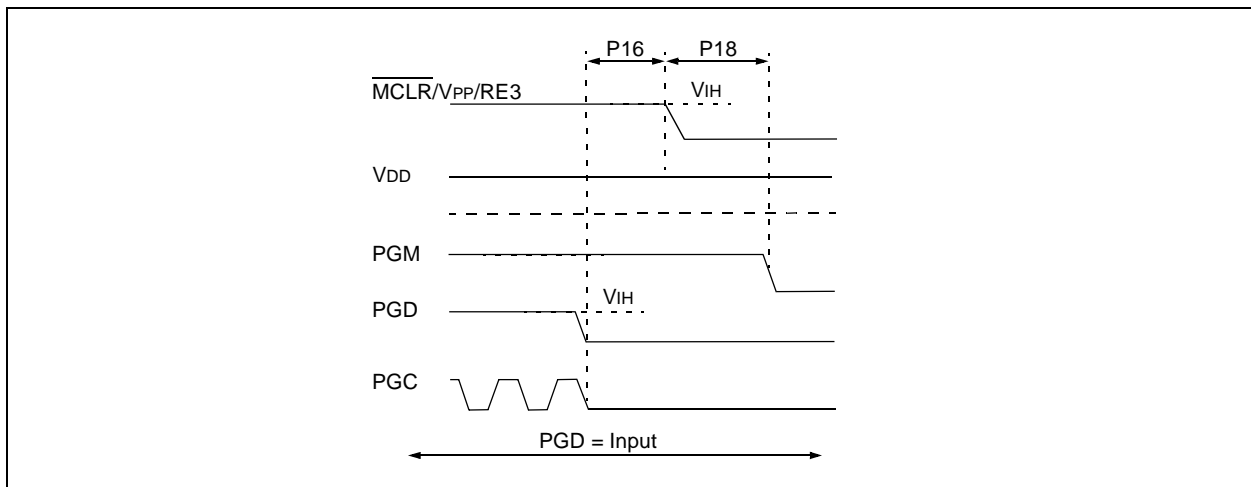 P16 P18
MCLR/VPP/RE3 VIH
VDD
PGM
PGD VIH
PGC
PGD = Input